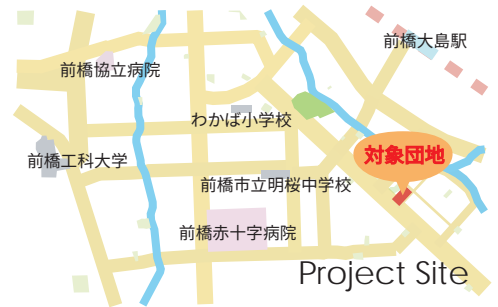 前橋大島駅
前橋協立病院
わかば小学校
対象団地
前橋工科大学
前橋市立明桜中学校
前橋赤十字病院
Project Site